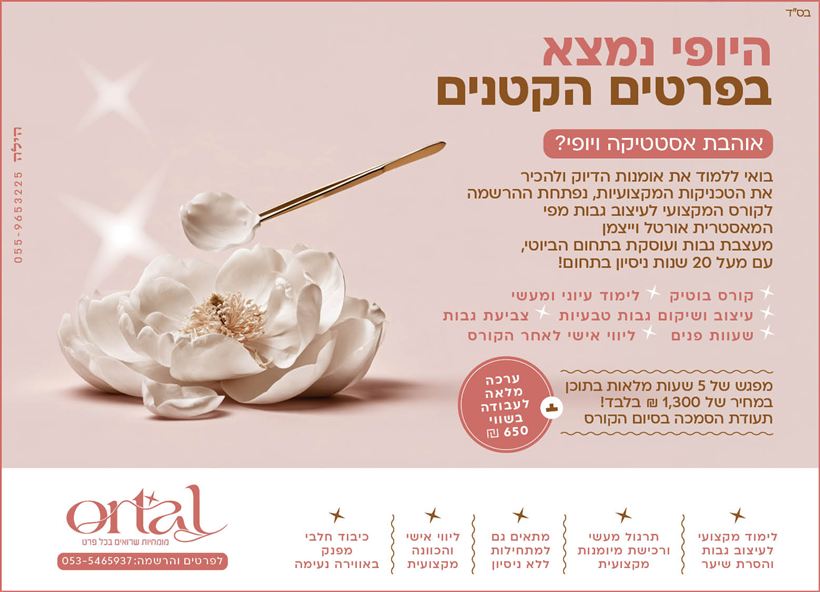 בס"ד
היופי נמצא
בפרטים הקטנים
אוהבת אסטטיקה ויופי?
בואי ללמוד את אומנות הדיוק ולהכיר
את הטכניקות המקצועיות, נפתחת ההרשמה
לקורס המקצועי לעיצוב גבות מפי
המאסטרית אורטל וייצמן
מעצבת גבות ועוסקת בתחום הביוטי,
עם מעל 20 שנות ניסיון בתחום!
קורס בוטיק לימוד עיוני ומעשי
עיצוב ושיקום גבות טבעיות צביעת גבות
שעוות פנים ליווי אישי לאחר הקורס
מפגש של 5 שעות מלאות בתוכן
במחיר של 1,300 ₪ בלבד!
תעודת הסמכה בסיום הקורס
+
ערכה
מלאה
לעבודה
בשווי
650 ₪
לימוד מקצועי
לעיצוב גבות
והסרת שיער
תרגול מעשי
ורכישת מיומנות
מקצועית
מתאים גם
למתחילות
ללא ניסיון
ליווי אישי
והכוונה
מקצועית
כיבוד חלבי
מפנק
באווירה נעימה
ortal
מומחיות שרואים בכל פרט
לפרטים והרשמה: 053-5465937
הילה 055-9653225